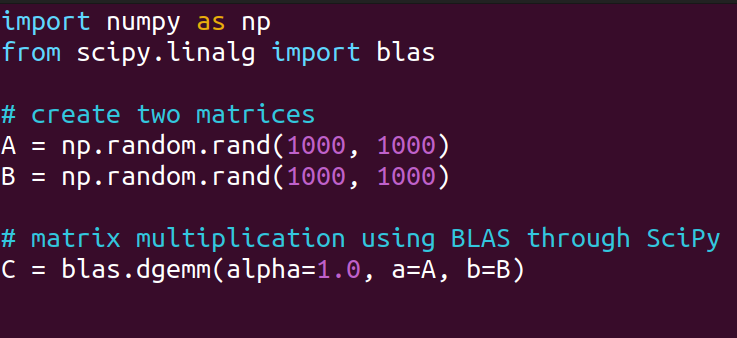 import numpy as np
from scipy.linalg import blas
# create two matrices
A = np.random.rand(1000, 1000)
B = np.random.rand(1000, 1000)
# matrix multiplication using BLAS through SciPy
C = blas.dgemm(alpha=1.0, a=A, b=B)